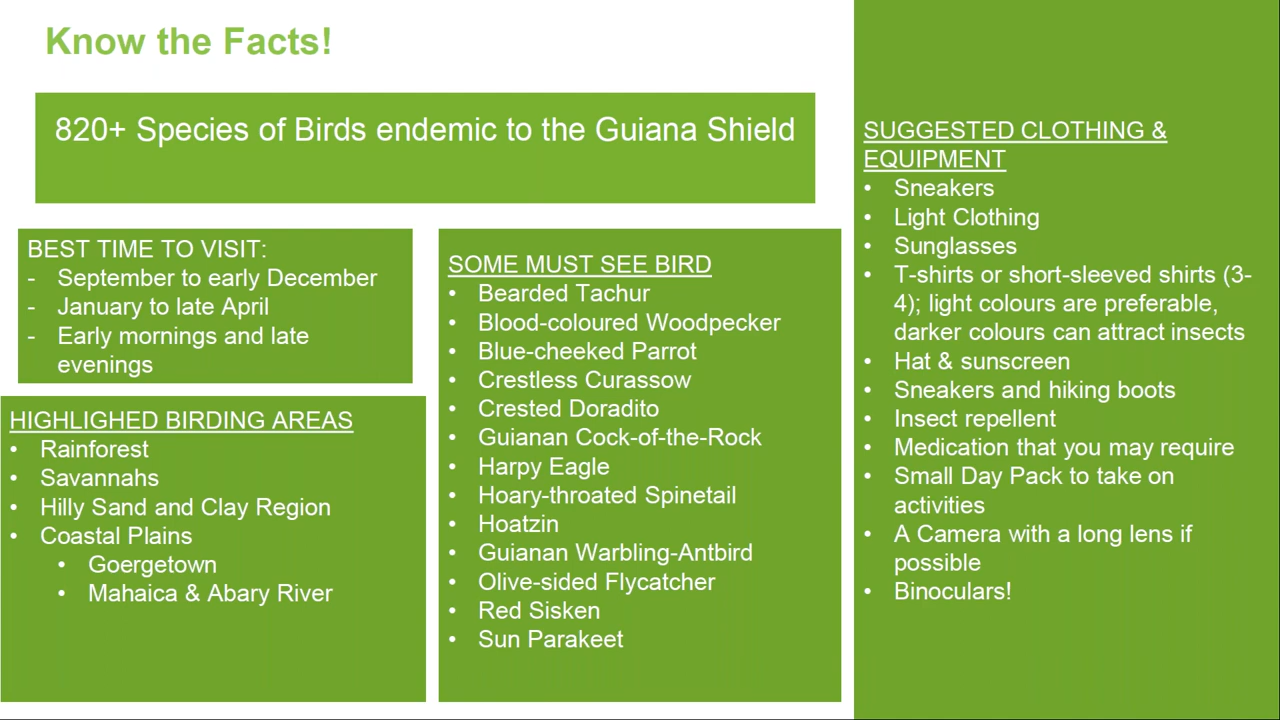 Know the Facts!
820+ Species of Birds endemic to the Guiana Shield
BEST TIME TO VISIT:
- September to early December
- January to late April
- Early mornings and late
evenings
HIGHLIGHED BIRDING AREAS
• Rainforest
• Savannahs
• Hilly Sand and Clay Region
• Coastal Plains
• Goergetown
• Mahaica & Abary River
SOME MUST SEE BIRD
• Bearded Tachur
• Blood-coloured Woodpecker
• Blue-cheeked Parrot
• Crestless Curassow
• Crested Doradito
• Guianan Cock-of-the-Rock
• Harpy Eagle
• Hoary-throated Spinetail
• Hoatzin
• Guianan Warbling-Antbird
• Olive-sided Flycatcher
• Red Sisken
• Sun Parakeet
SUGGESTED CLOTHING &
EQUIPMENT
• Sneakers
• Light Clothing
• Sunglasses
• T-shirts or short-sleeved shirts (3-
4); light colours are preferable,
darker colours can attract insects
• Hat & sunscreen
• Sneakers and hiking boots
• Insect repellent
• Medication that you may require
• Small Day Pack to take on
activities
• A Camera with a long lens if
possible
• Binoculars!